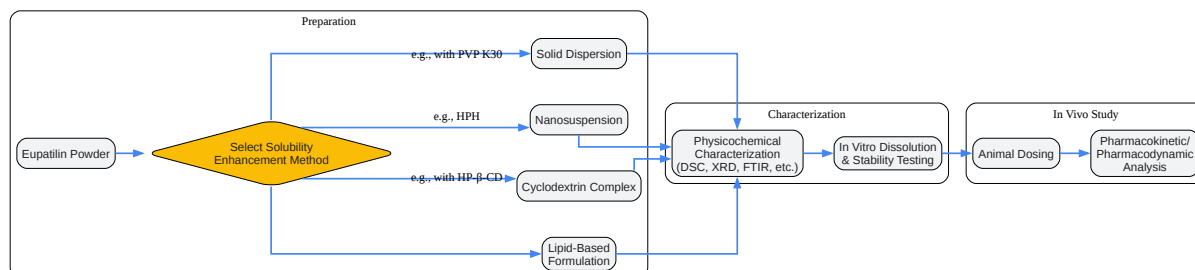 Preparation
Eupatilin Powder
Select Solubility
Enhancement Method
e.g., with PVP K30
Solid Dispersion
e.g., HPH
Nanosuspension
e.g., with HP-β-CD
Cyclodextrin Complex
Lipid-Based
Formulation
Characterization
Physicochemical
Characterization
(DSC, XRD, FTIR, etc.)
In Vitro Dissolution
& Stability Testing
In Vivo Study
Animal Dosing
Pharmacokinetic/
Pharmacodynamic
Analysis